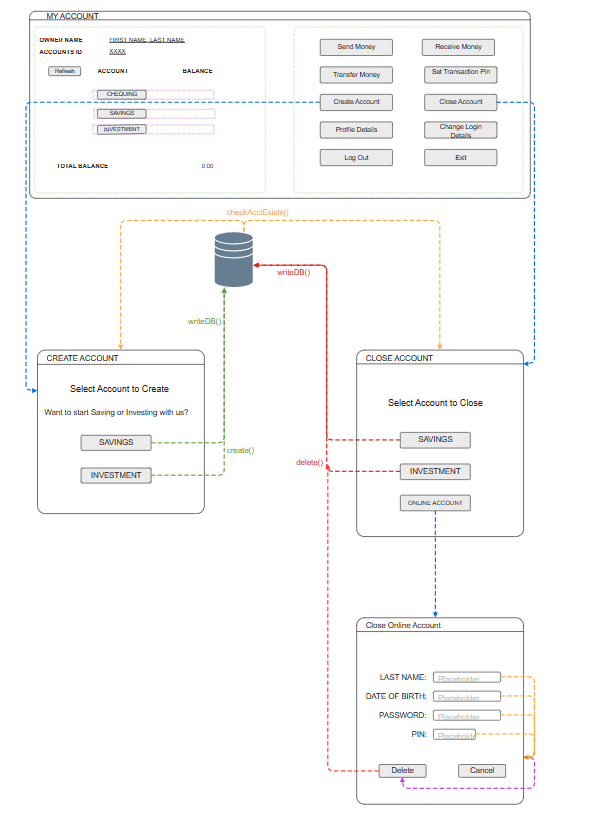 MY ACCOUNT
OWNER NAME FIRST NAME, LAST NAME
ACCOUNTS ID XXXX
Refresh ACCOUNT BALANCE
CHEQUING
SAVINGS
INVESTMENT
TOTAL BALANCE 0.00
Send Money Receive Money
Transfer Money Set Transaction Pin
Create Account Close Account
Profile Details Change Login
Details
Log Out Exit
checkAcctExists()
writeDB()
writeDB()
CREATE ACCOUNT
Select Account to Create
Want to start Saving or Investing with us?
SAVINGS
INVESTMENT
create()
delete()
CLOSE ACCOUNT
Select Account to Close
SAVINGS
INVESTMENT
ONLINE ACCOUNT
Close Online Account
LAST NAME: Placeholder
DATE OF BIRTH: Placeholder
PASSWORD: Placeholder
PIN: Placeholde
Delete Cancel